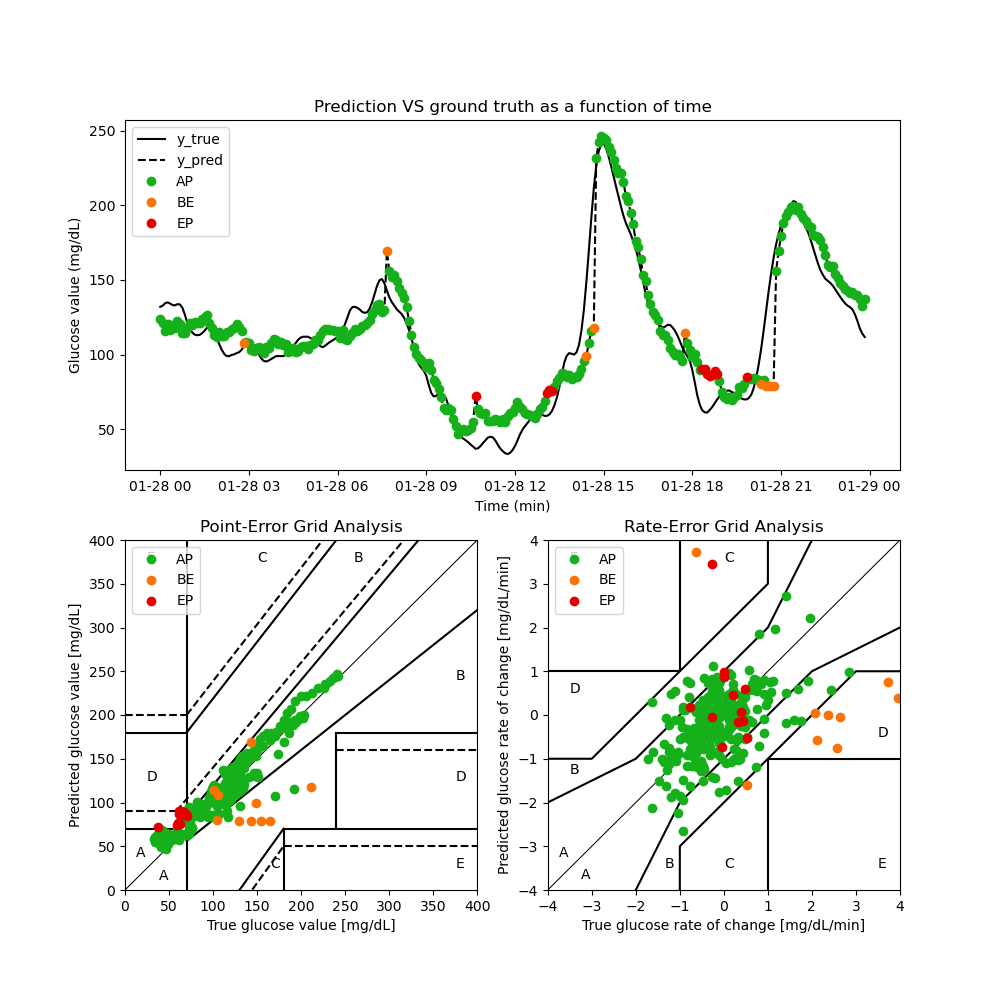 Prediction VS ground truth as a function of time
Glucose value (mg/dL)
250
200
150
100
50
y_true
y_pred
AP
BE
EP
01-28 00 01-28 03 01-28 06 01-28 09 01-28 12 01-28 15 01-28 18 01-28 21 01-29 00
Time (min)
Point-Error Grid Analysis
Predicted glucose value [mg/dL]
400
350
300
250
200
150
100
50
0
AP
BE
EP
C
B
B
D
D
A
A
C
E
0 50 100 150 200 250 300 350 400
True glucose value [mg/dL]
Rate-Error Grid Analysis
Predicted glucose rate of change [mg/dL/min]
4
3
2
1
0
−1
−2
−3
−4
AP
BE
EP
C
D
D
B
A
A
B
C
E
−4 −3 −2 −1 0 1 2 3 4
True glucose rate of change [mg/dL/min]